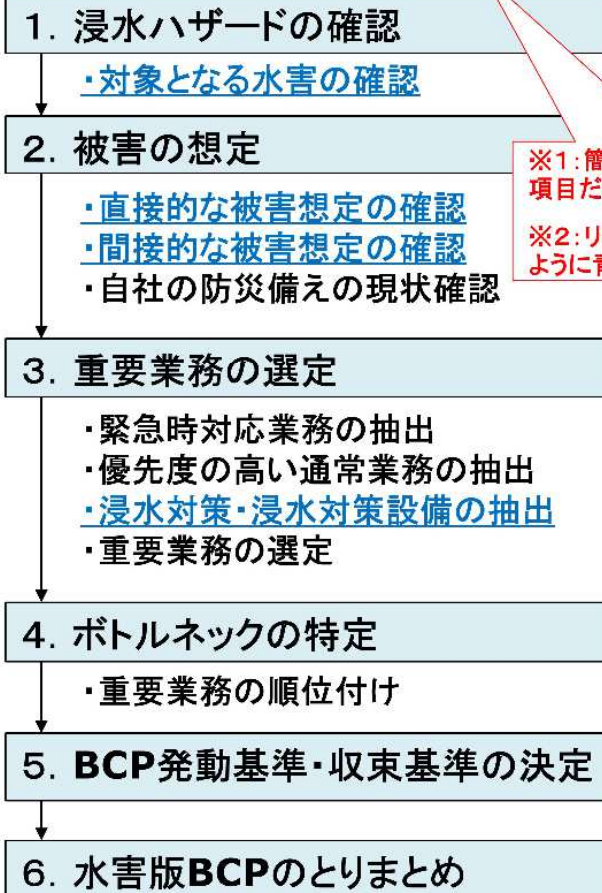 1. 浸水ハザードの確認
・対象となる水害の確認
2. 被害の想定
※1:簡
項目だ
※2:リ
ように青
・直接的な被害想定の確認
・間接的な被害想定の確認
・自社の防災備えの現状確認
3. 重要業務の選定
・緊急時対応業務の抽出
・優先度の高い通常業務の抽出
・浸水対策・浸水対策設備の抽出
・重要業務の選定
4. ボトルネックの特定
・重要業務の順位付け
5. BCP発動基準・収束基準の決定
6. 水害版BCPのとりまとめ